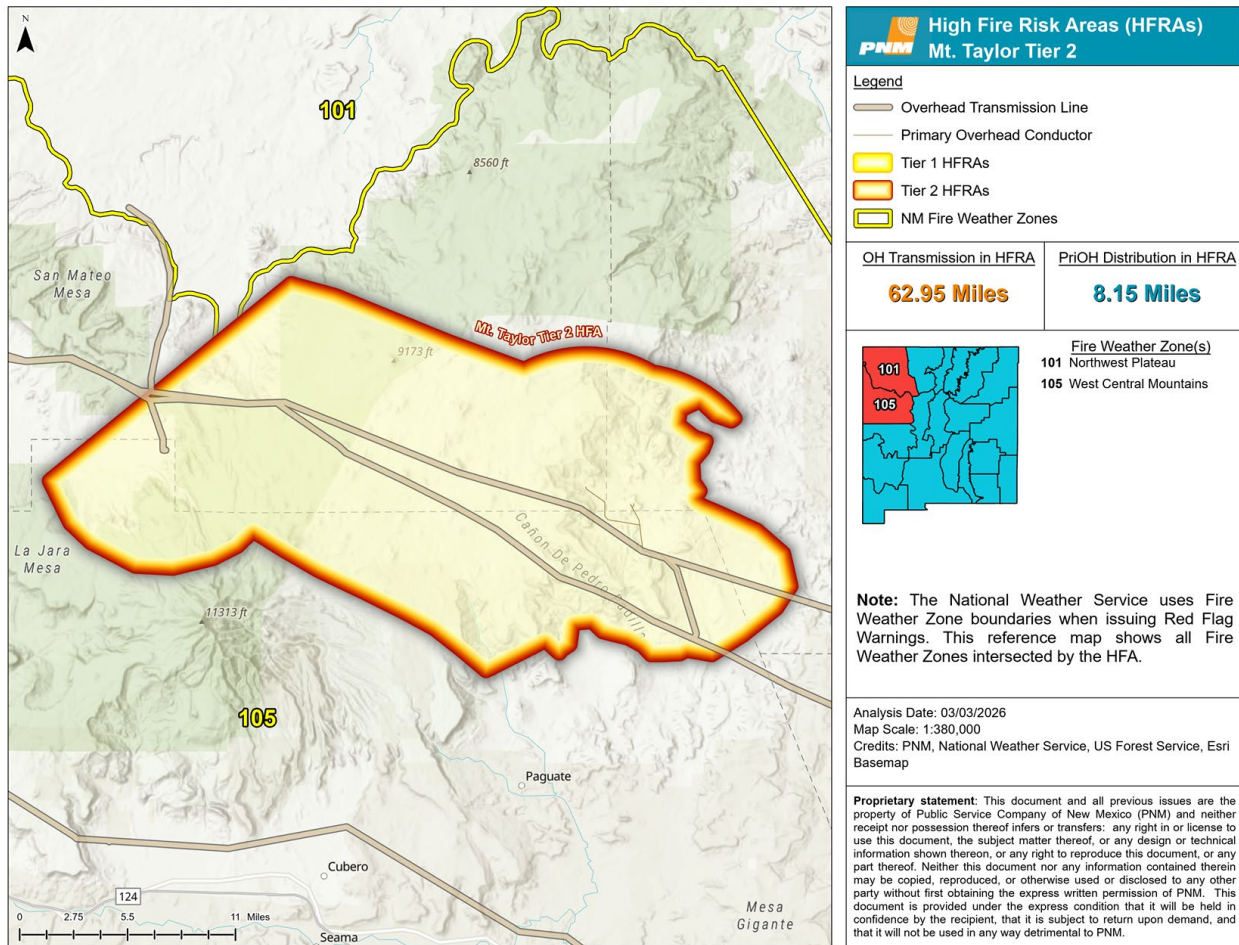 N
101
8560 ft
San Mateo
Mesa
Mt. Taylor Tier 2 HFA
9173 ft
La Jara
Mesa
Cañon De Pedro Padilla
11313 ft
105
Paguate
Cubero
124
0 2.75 5.5 11 Miles
Seama
Mesa
Gigante
PNM
High Fire Risk Areas (HFRAs)
Mt. Taylor Tier 2
Legend
Overhead Transmission Line
Primary Overhead Conductor
Tier 1 HFRAs
Tier 2 HFRAs
NM Fire Weather Zones
OH Transmission in HFRA
62.95 Miles
PriOH Distribution in HFRA
8.15 Miles
101
105
Fire Weather Zone(s)
101 Northwest Plateau
105 West Central Mountains
Note: The National Weather Service uses Fire
Weather Zone boundaries when issuing Red Flag
Warnings. This reference map shows all Fire
Weather Zones intersected by the HFA.
Analysis Date: 03/03/2026
Map Scale: 1:380,000
Credits: PNM, National Weather Service, US Forest Service, Esri
Basemap
Proprietary statement: This document and all previous issues are the
property of Public Service Company of New Mexico (PNM) and neither
receipt nor possession thereof infers or transfers: any right in or license to
use this document, the subject matter thereof, or any design or technical
information shown thereon, or any right to reproduce this document, or any
part thereof. Neither this document nor any information contained therein
may be copied, reproduced, or otherwise used or disclosed to any other
party without first obtaining the express written permission of PNM. This
document is provided under the express condition that it will be held in
confidence by the recipient, that it is subject to return upon demand, and
that it will not be used in any way detrimental to PNM.